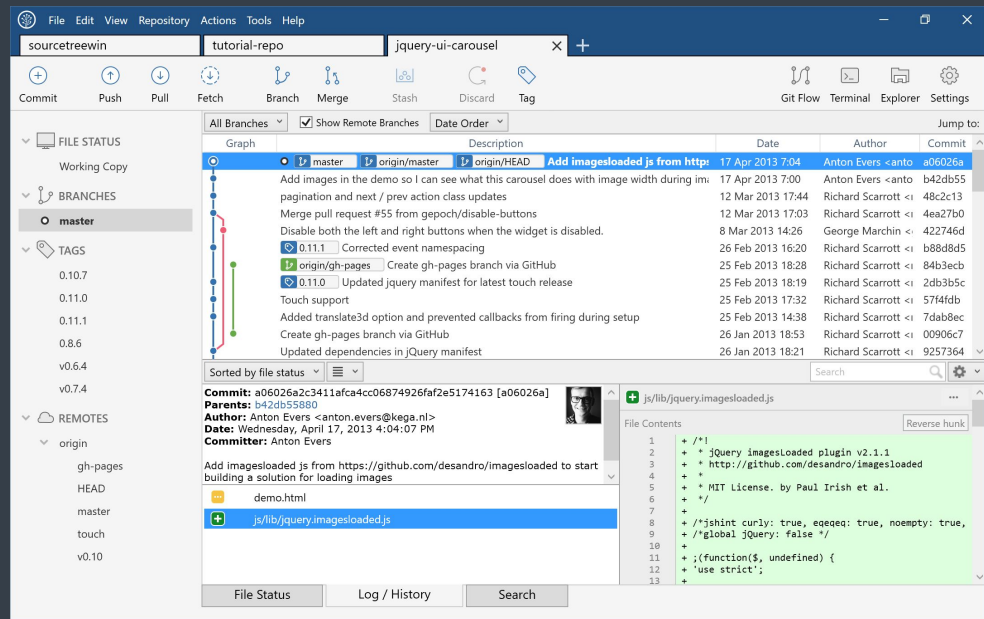 File Edit View Repository Actions Tools Help
sourcetreewin tutorial-repo jquery-ui-carousel
Commit Push Pull Fetch Branch Merge Stash Discard Tag Git Flow Terminal Explorer Settings
All Branches Show Remote Branches Date Order Jump to:
FILE STATUS
Working Copy
BRANCHES
master
TAGS
0.10.7
0.11.0
0.11.1
0.8.6
v0.6.4
v0.7.4
REMOTES
origin
gh-pages
HEAD
master
touch
v0.10
Graph Description Date Author Commit
master origin/master origin/HEAD Add imagesloaded js from https: 17 Apr 2013 7:04 Anton Evers <anto a06026a
Add images in the demo so I can see what this carousel does with image width during ima 17 Apr 2013 7:00 Anton Evers <anto b42db55
pagination and next / prev action class updates 12 Mar 2013 17:44 Richard Scarrott <r 48c2c13
Merge pull request #55 from gepoch/disable-buttons 12 Mar 2013 17:03 Richard Scarrott <r 4ea27b0
Disable both the left and right buttons when the widget is disabled. 8 Mar 2013 14:26 George Marchin < 422746d
0.11.1 Corrected event namespacing 26 Feb 2013 16:20 Richard Scarrott <r b88d8d5
origin/gh-pages Create gh-pages branch via GitHub 25 Feb 2013 18:28 Richard Scarrott <r 84b3ecb
0.11.0 Updated jquery manifest for latest touch release 25 Feb 2013 18:19 Richard Scarrott <r 2db3b5c
Touch support 25 Feb 2013 17:32 Richard Scarrott <r 57f4fdb
Added translate3d option and prevented callbacks from firing during setup 25 Feb 2013 14:38 Richard Scarrott <r 7dab8ec
Create gh-pages branch via GitHub 26 Jan 2013 18:53 Richard Scarrott <r 00906c7
Updated dependencies in jQuery manifest 26 Jan 2013 18:21 Richard Scarrott <r 9257364
Sorted by file status Search
Commit: a06026a2c3411afca4cc06874926faf2e5174163 [a06026a]
Parents: b42db55880
Author: Anton Evers <anton.evers@kega.nl>
Date: Wednesday, April 17, 2013 4:04:07 PM
Committer: Anton Evers
Add imagesloaded js from https://github.com/desandro/imagesloaded to start
building a solution for loading images
demo.html
js/lib/jquery.imagesloaded.js
js/lib/jquery.imagesloaded.js
File Contents Reverse hunk
1 + /*!
2 + * jQuery imagesLoaded plugin v2.1.1
3 + * http://github.com/desandro/imagesloaded
4 + *
5 + * MIT License. by Paul Irish et al.
6 + */
7 +
8 + /*jshint curly: true, eqeqeq: true, noempty: true,
9 + /*global jQuery: false */
10 +
11 + ;(function($, undefined) {
12 + 'use strict';
13 +
File Status Log / History Search